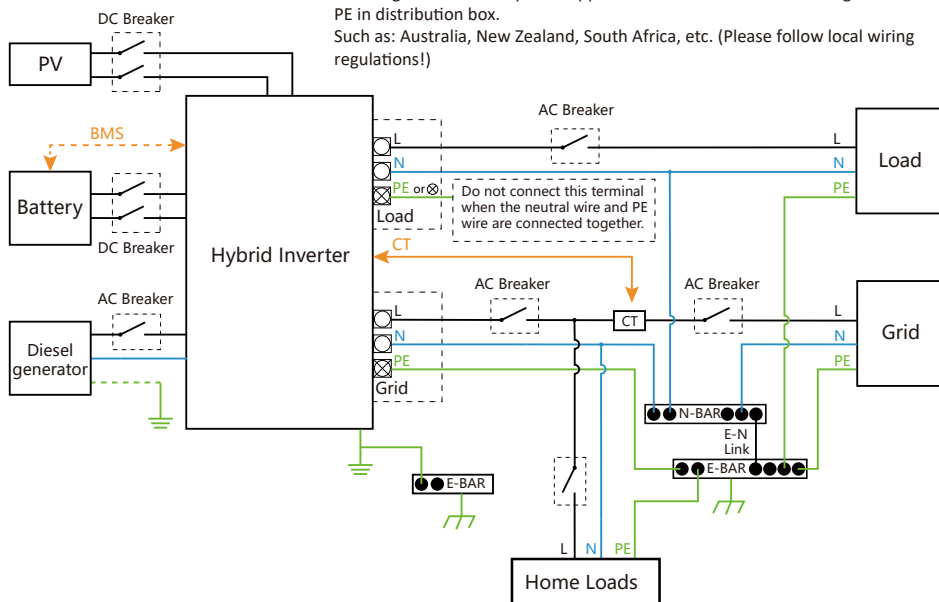 PE in distribution box.
Such as: Australia, New Zealand, South Africa, etc. (Please follow local wiring
regulations!)
DC Breaker
PV
BMS
Battery
DC Breaker
AC Breaker
Diesel
generator
Hybrid Inverter
L
N
PE or
Load
Do not connect this terminal
when the neutral wire and PE
wire are connected together.
AC Breaker
L
N
PE
Load
CT
AC Breaker
CT
AC Breaker
L
N
PE
Grid
L
N
PE
Grid
N-BAR
E-N
Link
E-BAR
E-BAR
L
N
PE
Home Loads